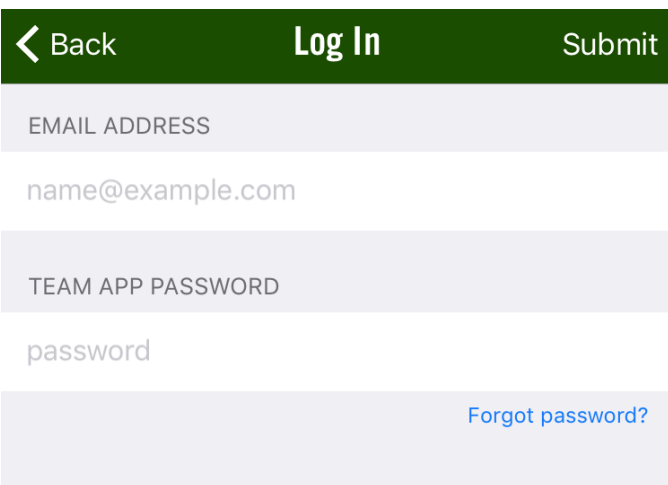 Back Log In Submit
EMAIL ADDRESS
name@example.com
TEAM APP PASSWORD
password
Forgot password?